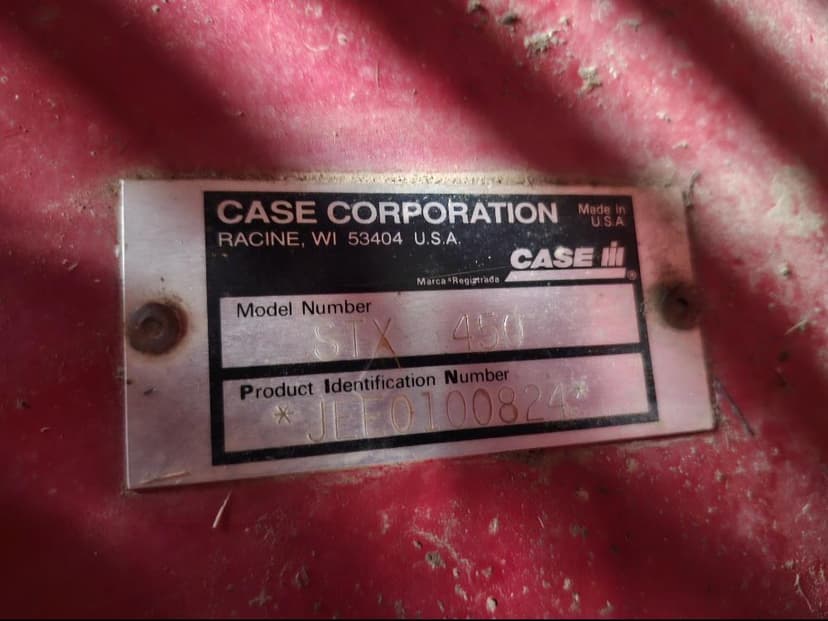 CASE CORPORATION
Made in
U.S.A.
RACINE, WI 53404 U.S.A.
CASE IH
Marca Registrada
®
Model Number
STX 450
Product Identification Number
*JEE0100824*